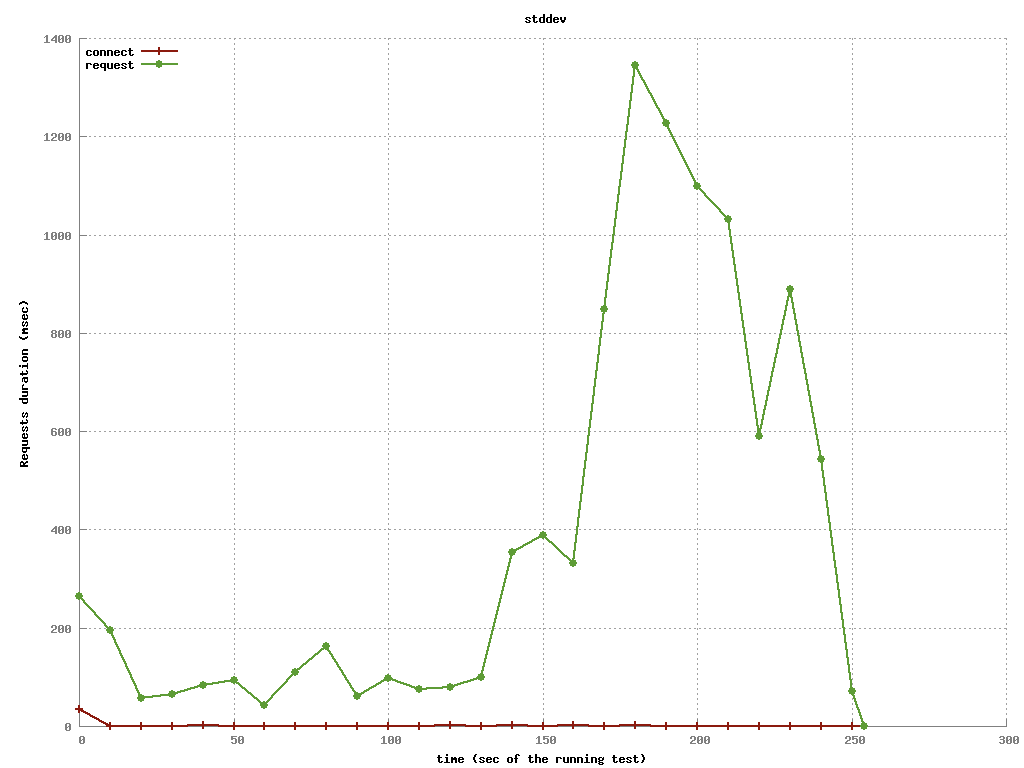 stddev
connect
request
1400
1200
1000
800
600
400
200
0
Requests duration (msec)
0 50 100 150 200 250 300
time (sec of the running test)